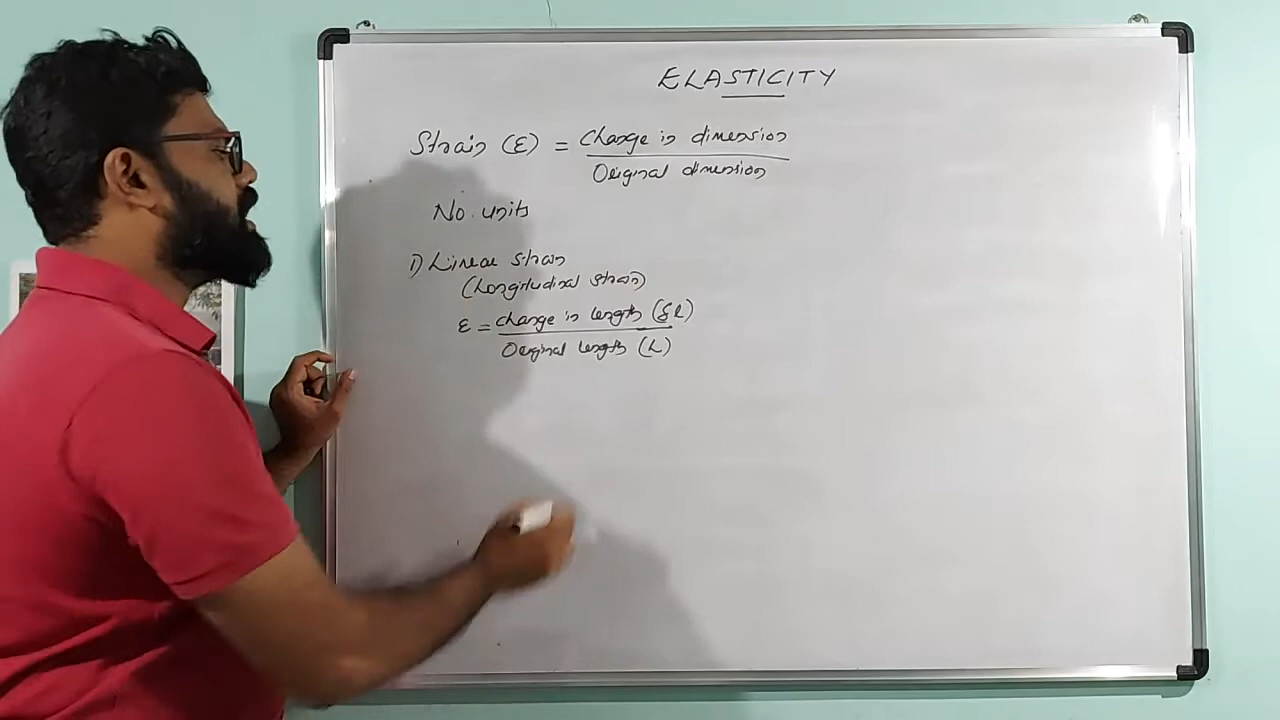 ELASTICITY
Strain (ε) = Change in dimension
Original dimension
No. units
1) Linear strain
(Longitudinal strain)
ε = change in length (δl)
Original length (L)